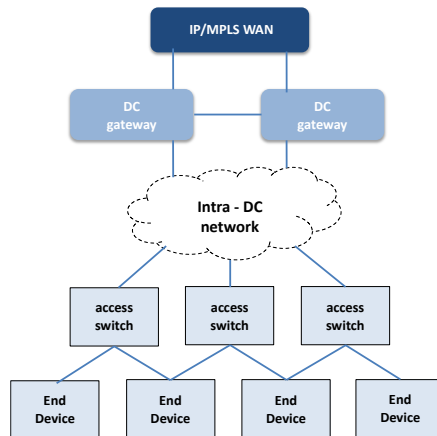 IP/MPLS WAN
DC
gateway
DC
gateway
Intra - DC
network
access
switch
access
switch
access
switch
End
Device
End
Device
End
Device
End
Device